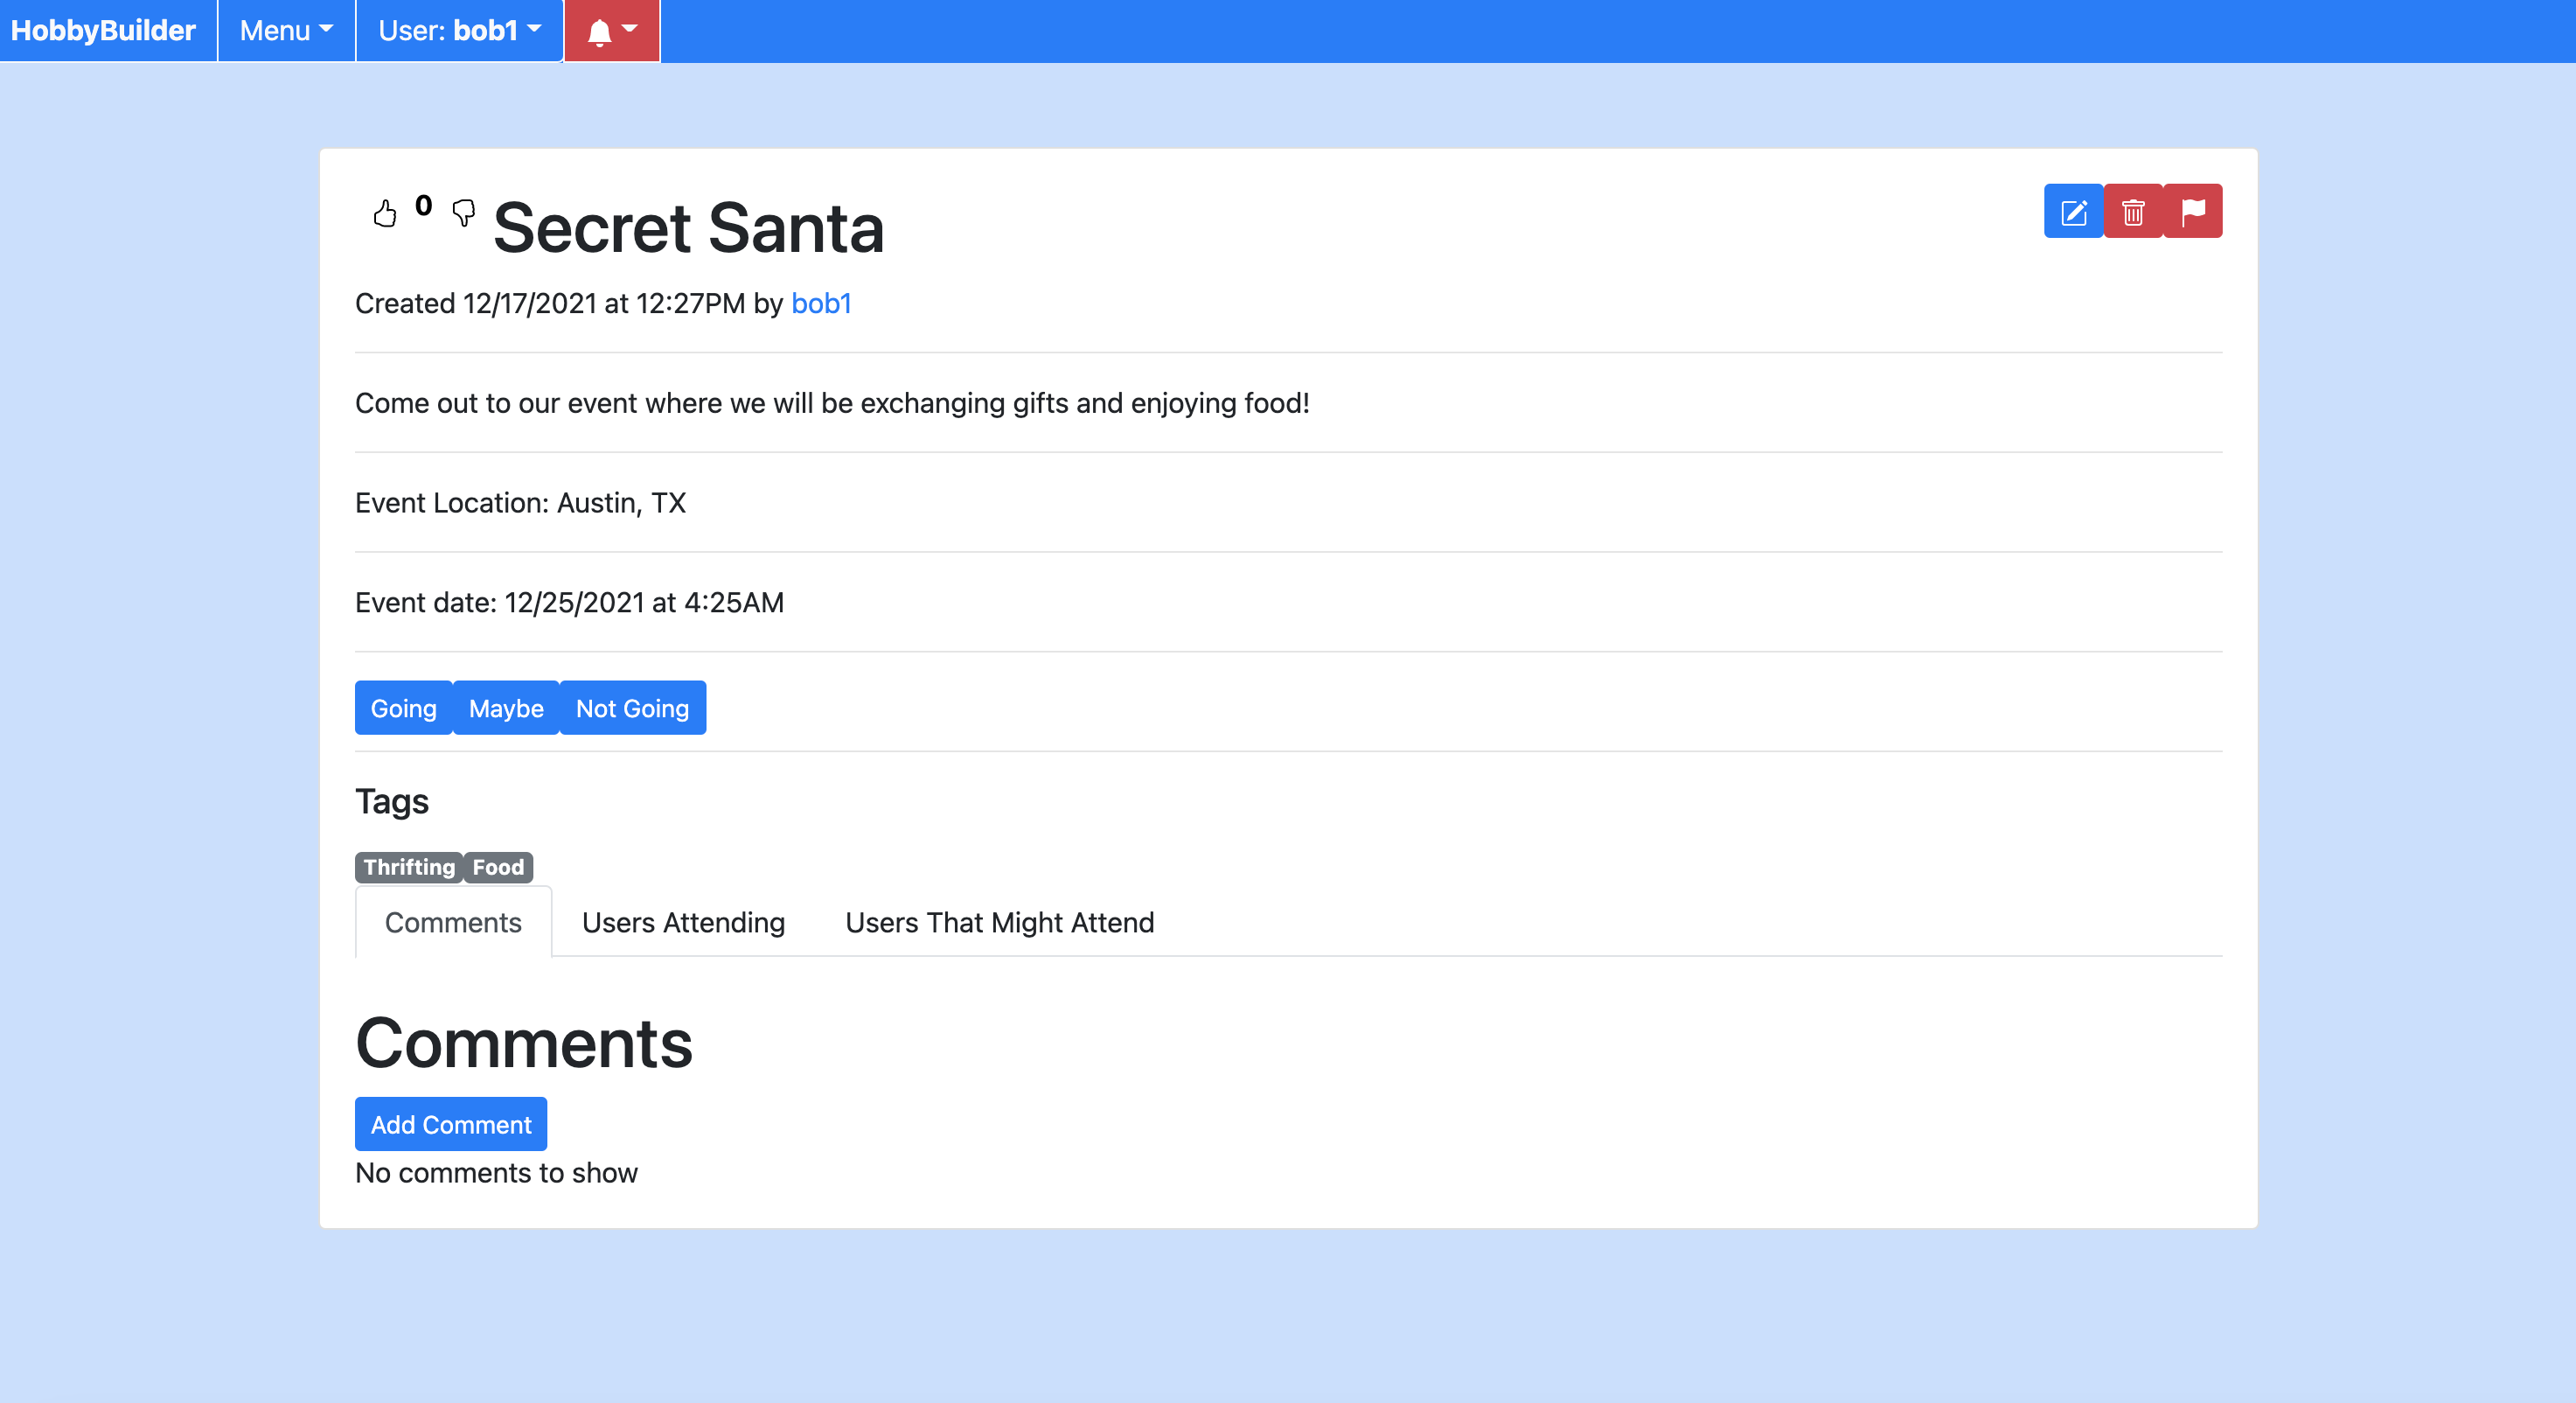 HobbyBuilder Menu User: bob1
0 Secret Santa
Created 12/17/2021 at 12:27PM by bob1
Come out to our event where we will be exchanging gifts and enjoying food!
Event Location: Austin, TX
Event date: 12/25/2021 at 4:25AM
Going Maybe Not Going
Tags
Thrifting Food
Comments Users Attending Users That Might Attend
Comments
Add Comment
No comments to show